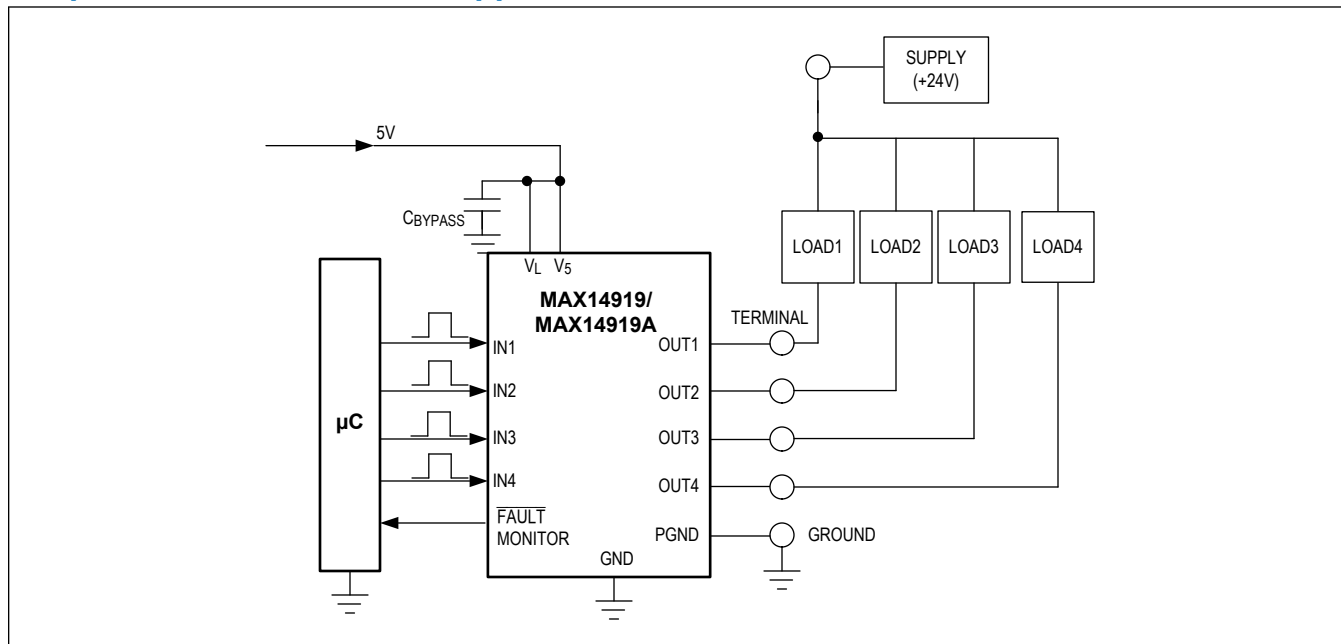 SUPPLY
(+24V)
5V
CBYPASS
LOAD1
LOAD2
LOAD3
LOAD4
VL
V5
MAX14919/
MAX14919A
TERMINAL
µC
IN1
OUT1
IN2
OUT2
IN3
OUT3
IN4
OUT4
FAULT
MONITOR
PGND
GROUND
GND